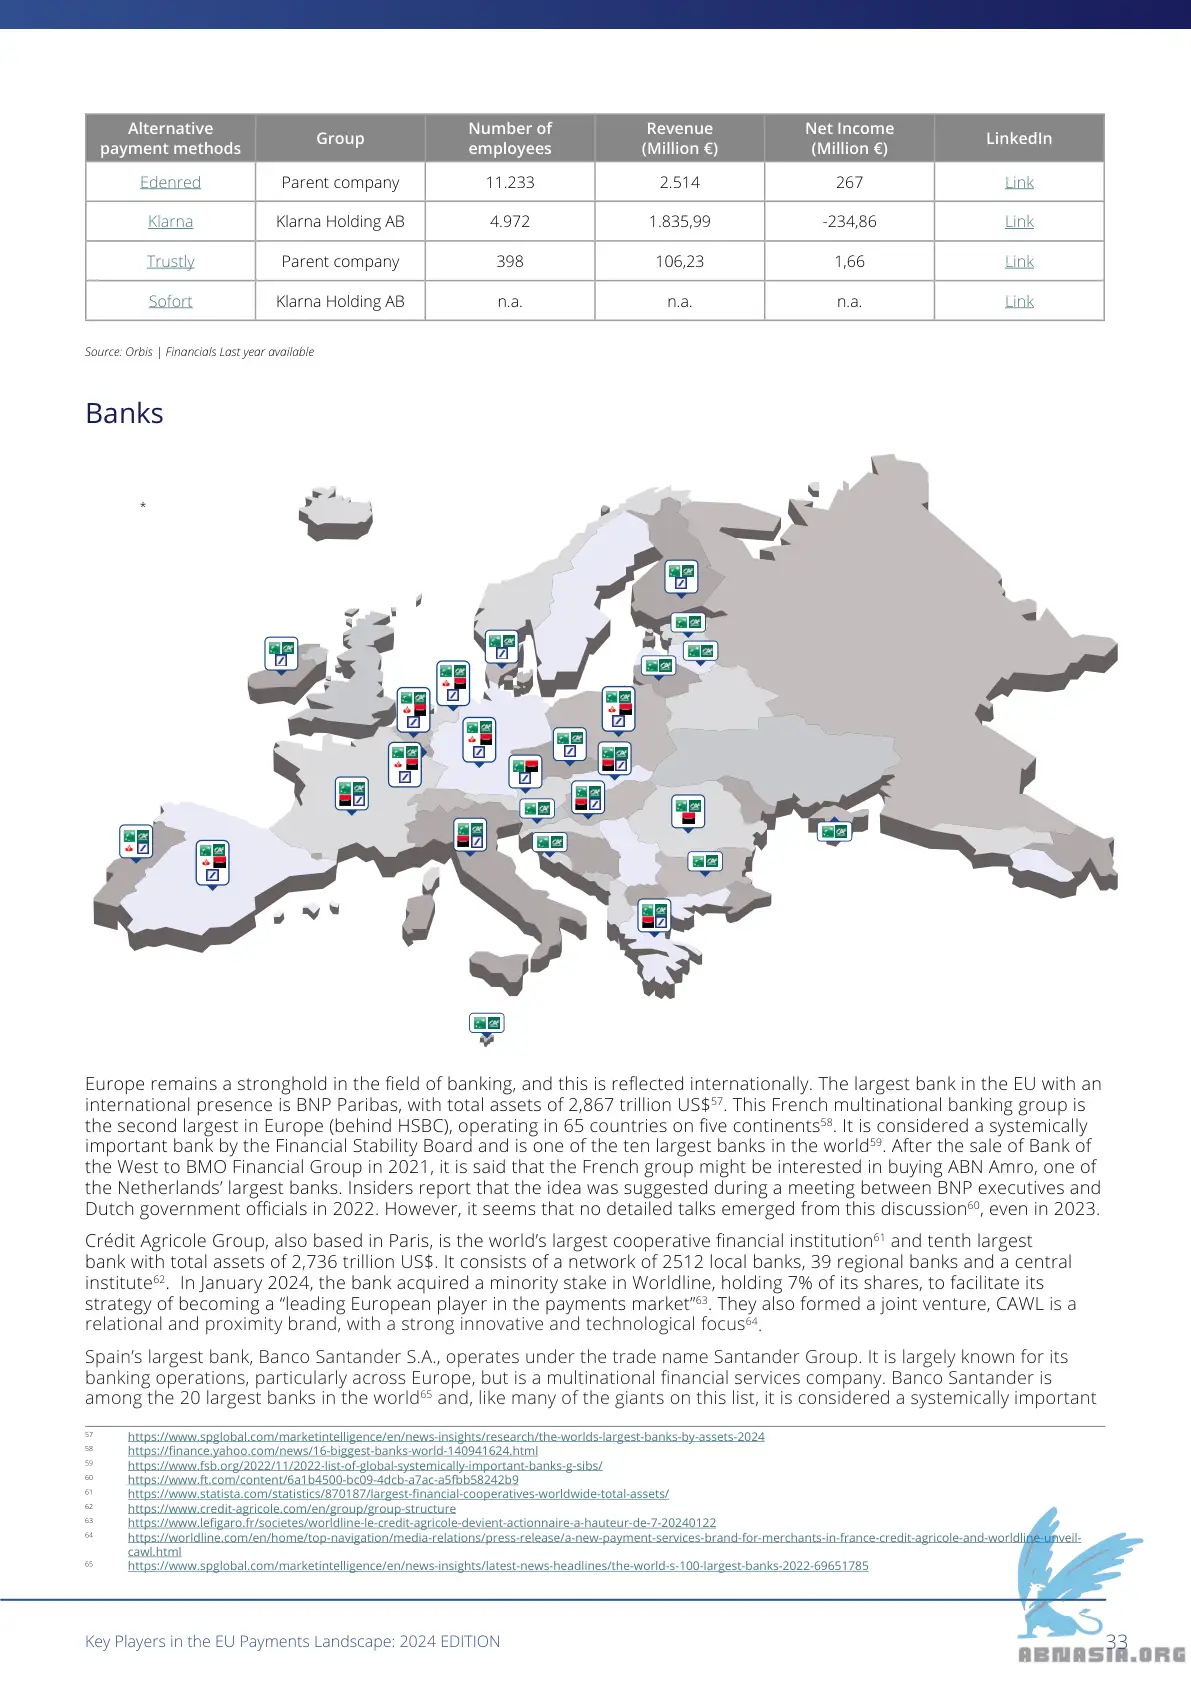 Alternative payment methods | Group | Number of employees | Revenue (Million €) | Net Income (Million €) | LinkedIn
Edenred | Parent company | 11.233 | 2.514 | 267 | Link
Klarna | Klarna Holding AB | 4.972 | 1.835,99 | -234,86 | Link
Trustly | Parent company | 398 | 106,23 | 1,66 | Link
Sofort | Klarna Holding AB | n.a. | n.a. | n.a. | Link
Source: Orbis | Financials Last year available
Banks
*
Europe remains a stronghold in the field of banking, and this is reflected internationally. The largest bank in the EU with an
international presence is BNP Paribas, with total assets of 2,867 trillion US$57. This French multinational banking group is
the second largest in Europe (behind HSBC), operating in 65 countries on five continents58. It is considered a systemically
important bank by the Financial Stability Board and is one of the ten largest banks in the world59. After the sale of Bank of
the West to BMO Financial Group in 2021, it is said that the French group might be interested in buying ABN Amro, one of
the Netherlands’ largest banks. Insiders report that the idea was suggested during a meeting between BNP executives and
Dutch government officials in 2022. However, it seems that no detailed talks emerged from this discussion60, even in 2023.
Crédit Agricole Group, also based in Paris, is the world’s largest cooperative financial institution61 and tenth largest
bank with total assets of 2,736 trillion US$. It consists of a network of 2512 local banks, 39 regional banks and a central
institute62. In January 2024, the bank acquired a minority stake in Worldline, holding 7% of its shares, to facilitate its
strategy of becoming a “leading European player in the payments market”63. They also formed a joint venture, CAWL is a
relational and proximity brand, with a strong innovative and technological focus64.
Spain’s largest bank, Banco Santander S.A., operates under the trade name Santander Group. It is largely known for its
banking operations, particularly across Europe, but is a multinational financial services company. Banco Santander is
among the 20 largest banks in the world65 and, like many of the giants on this list, it is considered a systemically important
57 https://www.spglobal.com/marketintelligence/en/news-insights/research/the-worlds-largest-banks-by-assets-2024
58 https://finance.yahoo.com/news/16-biggest-banks-world-140941624.html
59 https://www.fsb.org/2022/11/2022-list-of-global-systemically-important-banks-g-sibs/
60 https://www.ft.com/content/6a1b4500-bc09-4dcb-a7ac-a5fbb58242b9
61 https://www.statista.com/statistics/870187/largest-financial-cooperatives-worldwide-total-assets/
62 https://www.credit-agricole.com/en/group/group-structure
63 https://www.lefigaro.fr/societes/worldline-le-credit-agricole-devient-actionnaire-a-hauteur-de-7-20240122
64 https://worldline.com/en/home/top-navigation/media-relations/press-release/a-new-payment-services-brand-for-merchants-in-france-credit-agricole-and-worldline-unveil-
cawl.html
65 https://www.spglobal.com/marketintelligence/en/news-insights/latest-news-headlines/the-world-s-100-largest-banks-2022-69651785
Key Players in the EU Payments Landscape: 2024 EDITION
33
ABNASIA.ORG